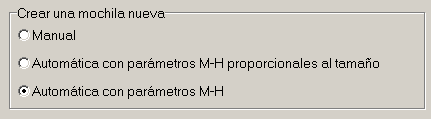 Crear una mochila nueva
Manual
Automática con parámetros M-H proporcionales al tamaño
Automática con parámetros M-H